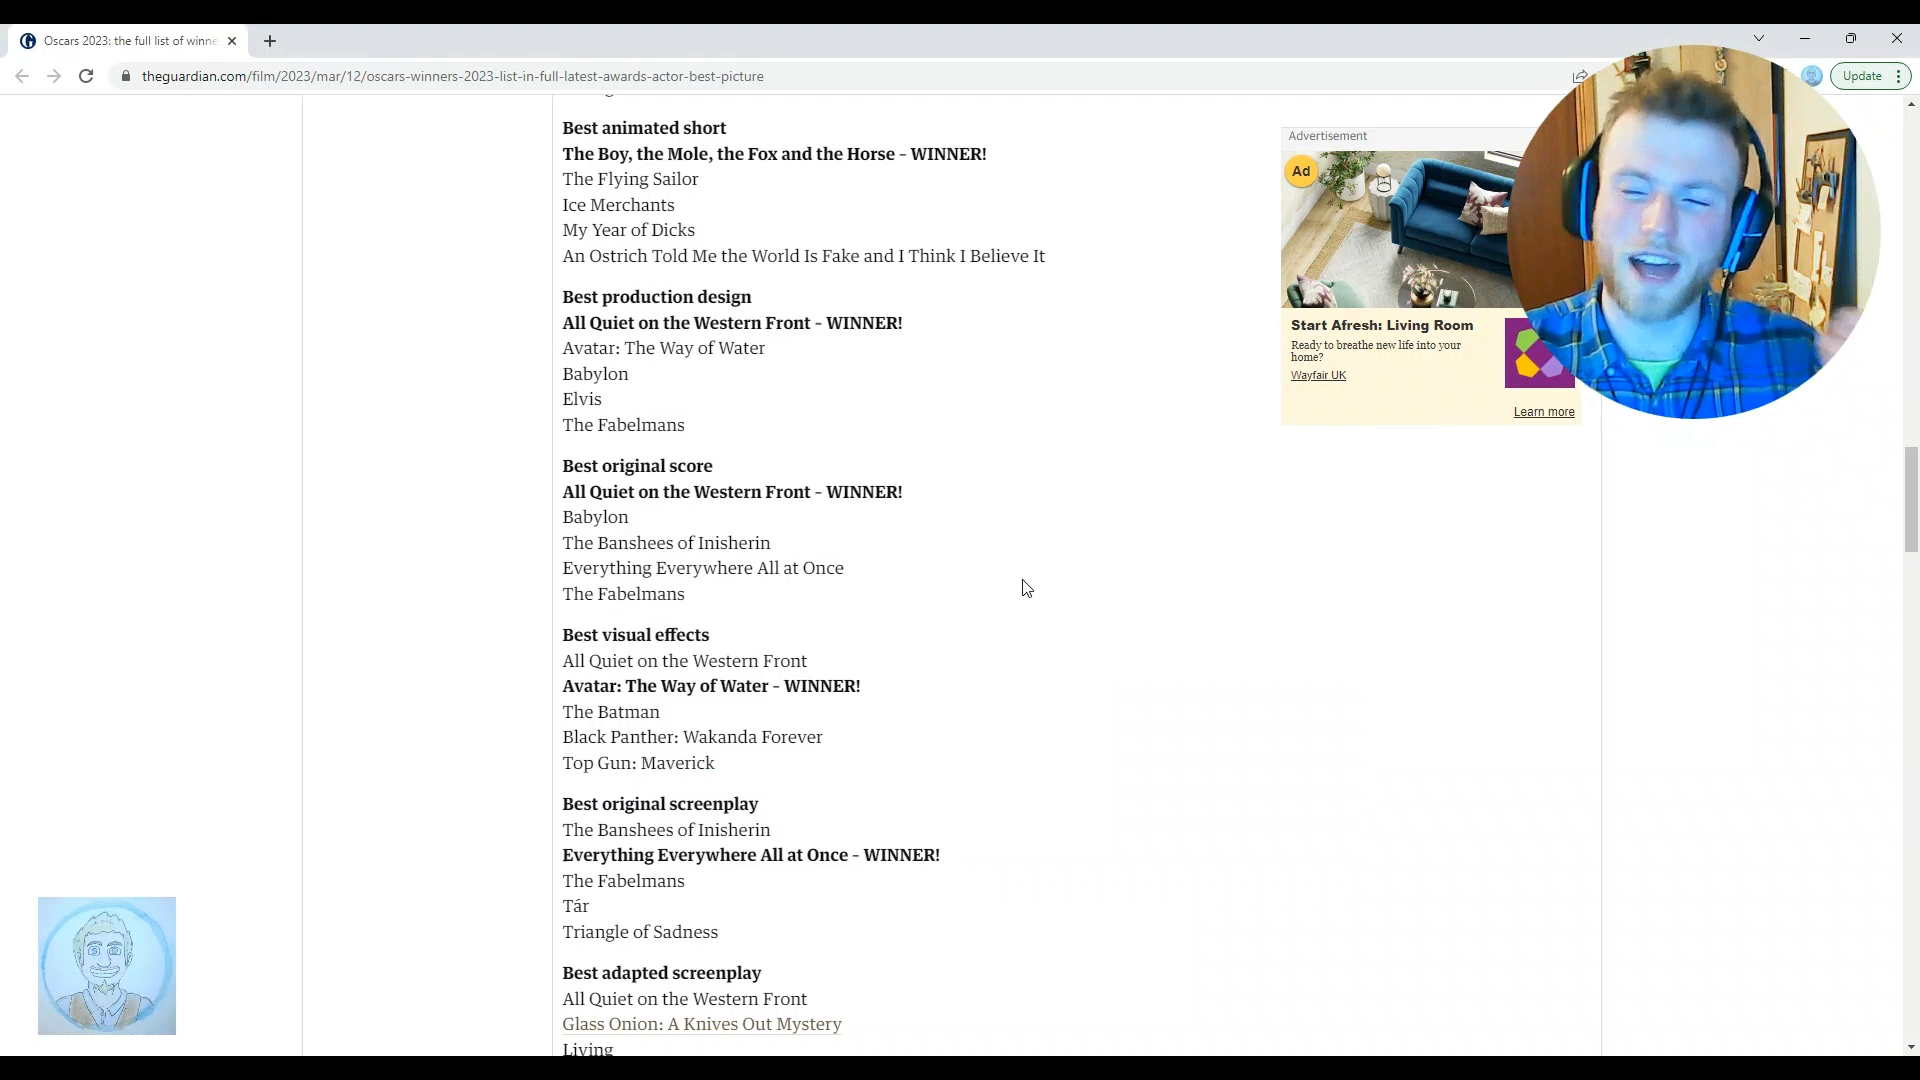 Oscars 2023: the full list of winne
theguardian.com/film/2023/mar/12/oscars-winners-2023-list-in-full-latest-awards-actor-best-picture
Update
Best animated short
The Boy, the Mole, the Fox and the Horse – WINNER!
The Flying Sailor
Ice Merchants
My Year of Dicks
An Ostrich Told Me the World Is Fake and I Think I Believe It
Best production design
All Quiet on the Western Front – WINNER!
Avatar: The Way of Water
Babylon
Elvis
The Fabelmans
Best original score
All Quiet on the Western Front – WINNER!
Babylon
The Banshees of Inisherin
Everything Everywhere All at Once
The Fabelmans
Best visual effects
All Quiet on the Western Front
Avatar: The Way of Water – WINNER!
The Batman
Black Panther: Wakanda Forever
Top Gun: Maverick
Best original screenplay
The Banshees of Inisherin
Everything Everywhere All at Once – WINNER!
The Fabelmans
Tár
Triangle of Sadness
Best adapted screenplay
All Quiet on the Western Front
Glass Onion: A Knives Out Mystery
Living
Advertisement
Ad
Start Afresh: Living Room
Ready to breathe new life into your
home?
Wayfair UK
Learn more